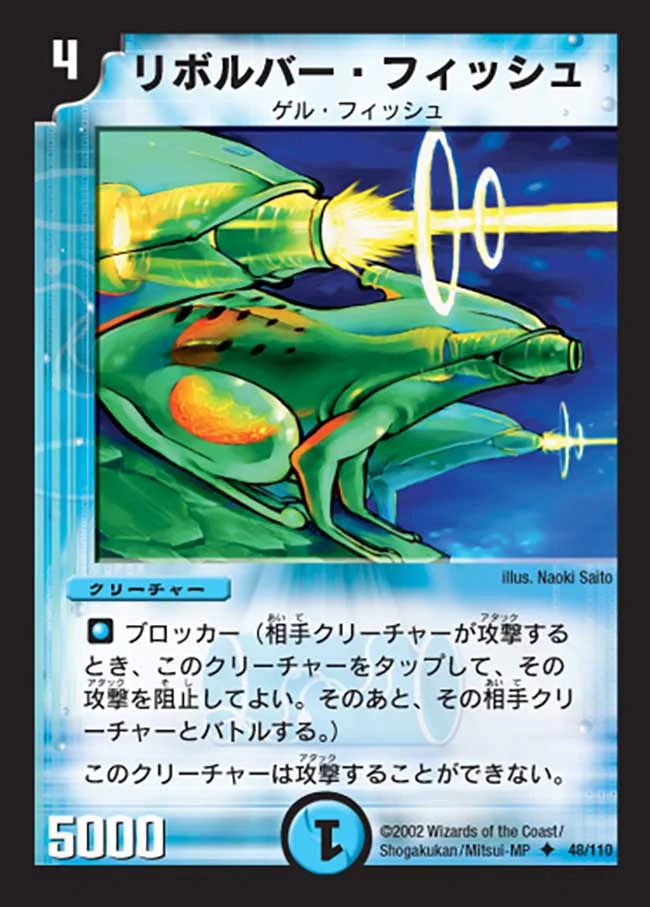 4
リボルバー・フィッシュ
ゲル・フィッシュ
illus. Naoki Saito
クリーチャー
ブロッカー（相手クリーチャーが攻撃する
とき、このクリーチャーをタップして、その
攻撃を阻止してよい。そのあと、その相手クリ
ーチャーとバトルする。）
このクリーチャーは攻撃することができない。
5000
1
©2002 Wizards of the Coast/
Shogakukan/Mitsui-MP 48/110